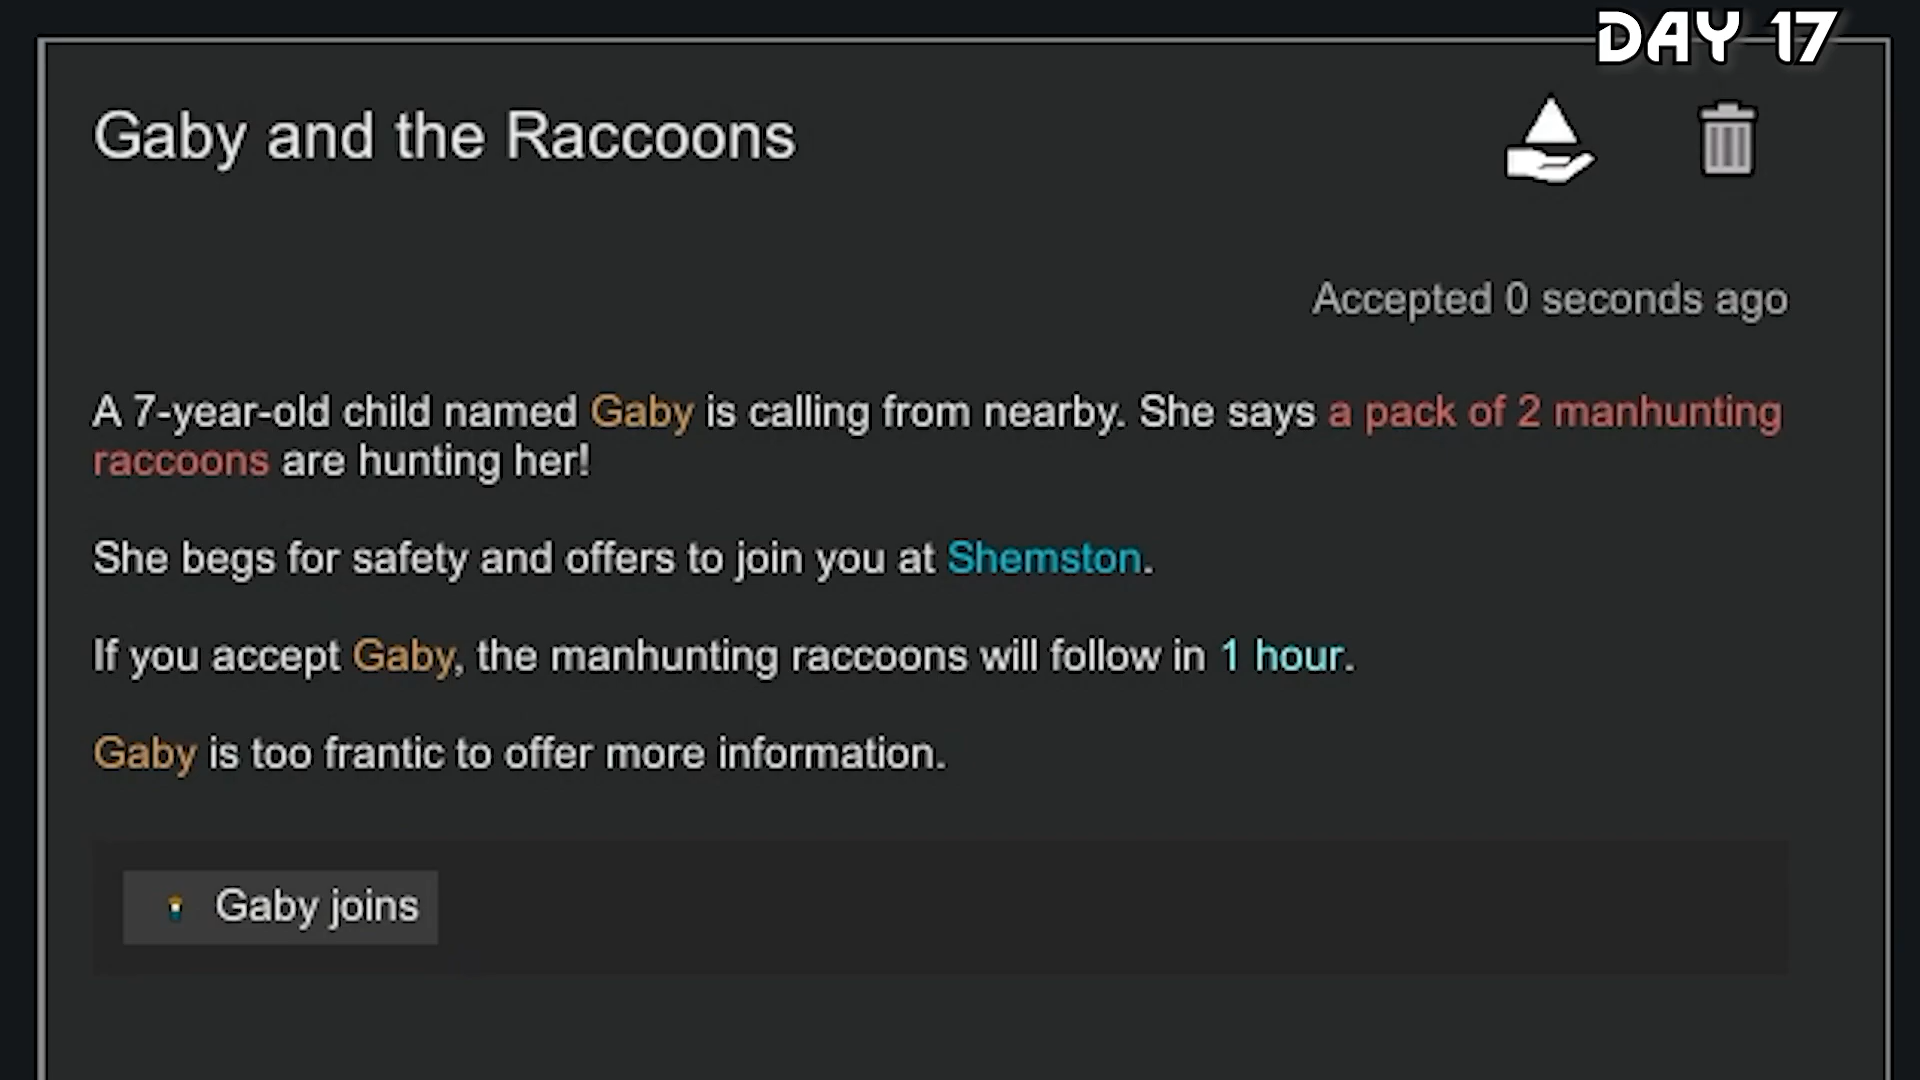 DAY 17
Gaby and the Raccoons
Accepted 0 seconds ago
A 7-year-old child named Gaby is calling from nearby. She says a pack of 2 manhunting
raccoons are hunting her!
She begs for safety and offers to join you at Shemston.
If you accept Gaby, the manhunting raccoons will follow in 1 hour.
Gaby is too frantic to offer more information.
Gaby joins